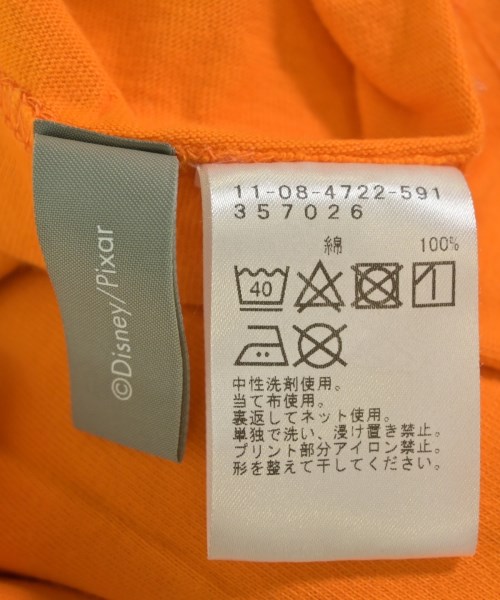 ©Disney/Pixar
11-08-4722-591
357026
綿 100%
40
中性洗剤使用。
当て布使用。
裏返してネット使用。
単独で洗い、浸け置き禁止。
プリント部分アイロン禁止。
形を整えて干してください。